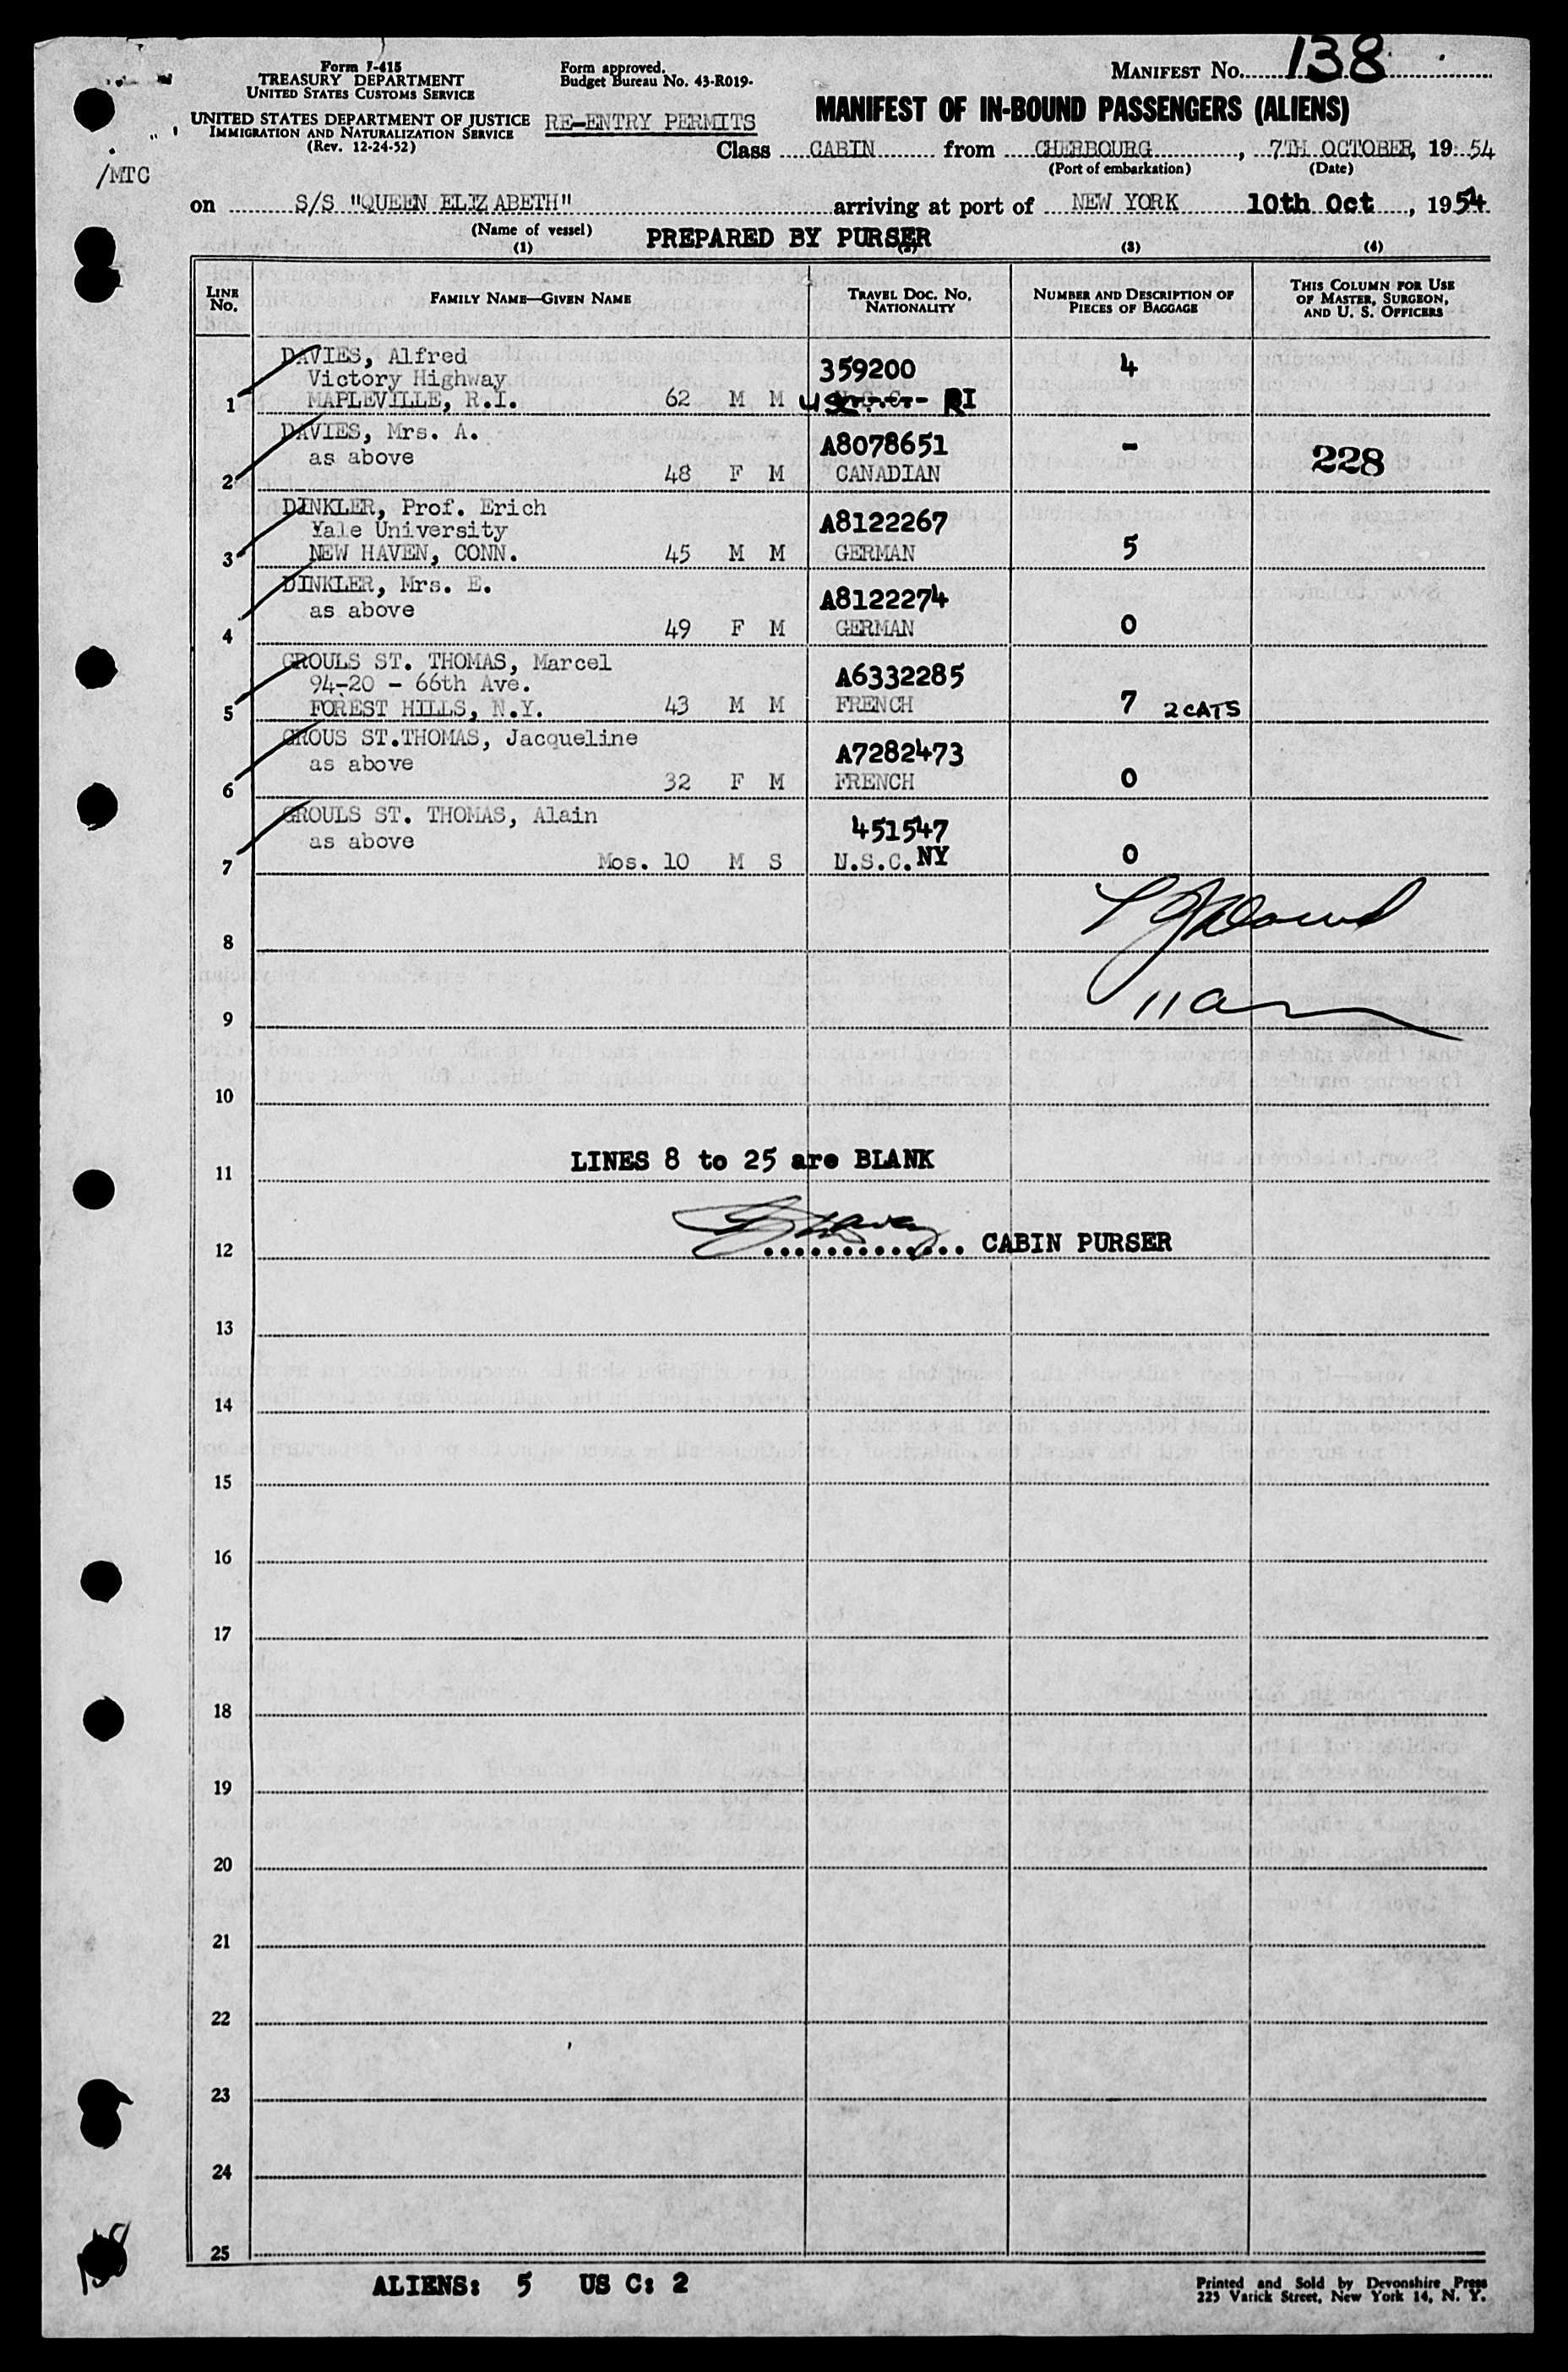 Form I-415
TREASURY DEPARTMENT
UNITED STATES CUSTOMS SERVICE
UNITED STATES DEPARTMENT OF JUSTICE
IMMIGRATION AND NATURALIZATION SERVICE
(Rev. 12-24-52)
/MTC
Form approved.
Budget Bureau No. 43-R019-
RE-ENTRY PERMITS
MANIFEST NO. 138
MANIFEST OF IN-BOUND PASSENGERS (ALIENS)
Class CABIN from CHERBOURG, 7TH OCTOBER, 19 54
(Port of embarkation) (Date)
on S/S "QUEEN ELIZABETH" arriving at port of NEW YORK 10th Oct, 1954
(Name of vessel)
PREPARED BY PURSER
(1) (3) (4)
LINE NO.
FAMILY NAME—GIVEN NAME
TRAVEL DOC. NO. NATIONALITY
NUMBER AND DESCRIPTION OF PIECES OF BAGGAGE
THIS COLUMN FOR USE OF MASTER, SURGEON, AND U. S. OFFICERS
DAVIES, Alfred 359200 4
Victory Highway
1 MAPLEVILLE, R.I. 62 M M USC RI
DAVIES, Mrs. A. A8078651 - 228
as above
2 48 F M CANADIAN
DINKLER, Prof. Erich A8122267
Yale University
3 NEW HAVEN, CONN. 45 M M GERMAN 5
DINKLER, Mrs. E. A8122274
as above
4 49 F M GERMAN 0
GROULS ST. THOMAS, Marcel A6332285
94-20 - 66th Ave.
5 FOREST HILLS, N.Y. 43 M M FRENCH 7 2 CATS
GROUS ST.THOMAS, Jacqueline A7282473
as above
6 32 F M FRENCH 0
GROULS ST. THOMAS, Alain 451547
as above
7 Mos. 10 M S U.S.C. NY 0
8
9
10
11 LINES 8 to 25 are BLANK
12 CABIN PURSER
13
14
15
16
17
18
19
20
21
22
23
24
25
ALIENS: 5 US C: 2
Printed and Sold by Devonshire Press
225 Varick Street, New York 14, N. Y.